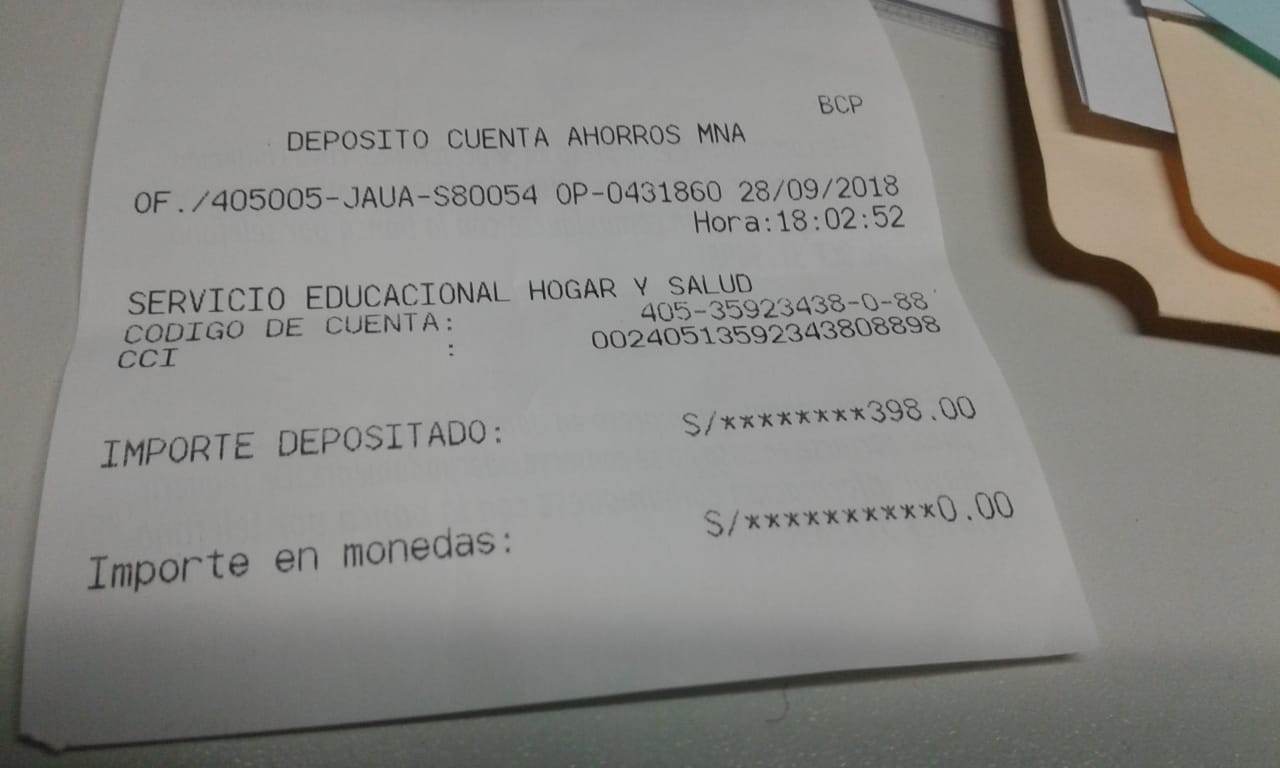 BCP
DEPOSITO CUENTA AHORROS MNA
OF./405005-JAUA-S80054 OP-0431860 28/09/2018
Hora:18:02:52
SERVICIO EDUCACIONAL HOGAR Y SALUD
CODIGO DE CUENTA: 405-35923438-0-88
CCI : 00240513592343808898
IMPORTE DEPOSITADO: S/********398.00
Importe en monedas: S/**********0.00